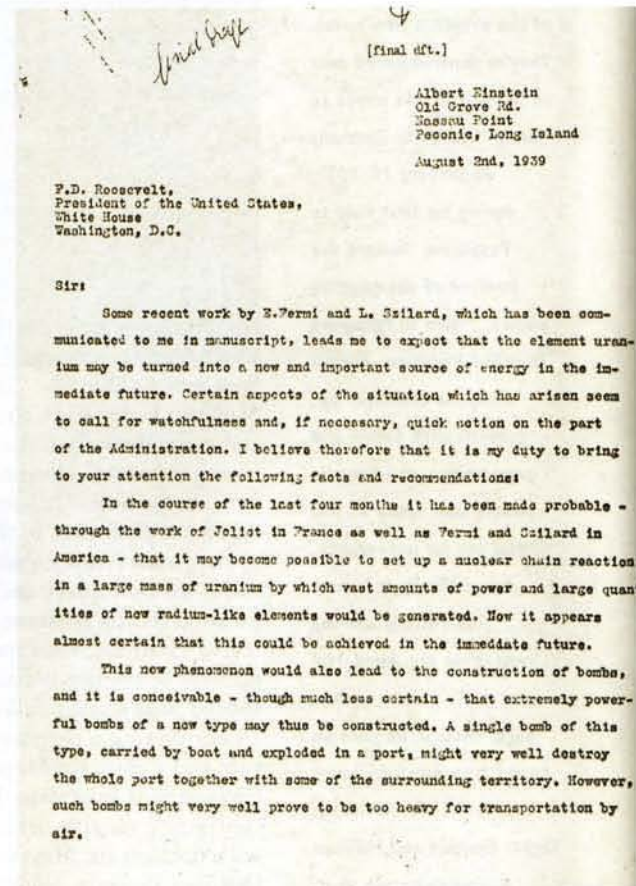 final Draft
[final dft.]
Albert Einstein
Old Grove Rd.
Nassau Point
Peconic, Long Island
August 2nd, 1939
F.D. Roosevelt,
President of the United States,
White House
Washington, D.C.
Sir:
Some recent work by E.Fermi and L. Szilard, which has been com-
municated to me in manuscript, leads me to expect that the element uran-
ium may be turned into a new and important source of energy in the im-
mediate future. Certain aspects of the situation which has arisen seem
to call for watchfulness and, if necessary, quick action on the part
of the Administration. I believe therefore that it is my duty to bring
to your attention the following facts and recommendations:
In the course of the last four months it has been made probable -
through the work of Joliot in France as well as Fermi and Szilard in
America - that it may become possible to set up a nuclear chain reaction
in a large mass of uranium by which vast amounts of power and large quant
ities of new radium-like elements would be generated. Now it appears
almost certain that this could be achieved in the immeddate future.
This new phenomenon would also lead to the construction of bombs,
and it is conceivable - though much less certain - that extremely power-
ful bombs of a new type may thus be constructed. A single bomb of this
type, carried by boat and exploded in a port, might very well destroy
the whole port together with some of the surrounding territory. However,
such bombs might very well prove to be too heavy for transportation by
air.